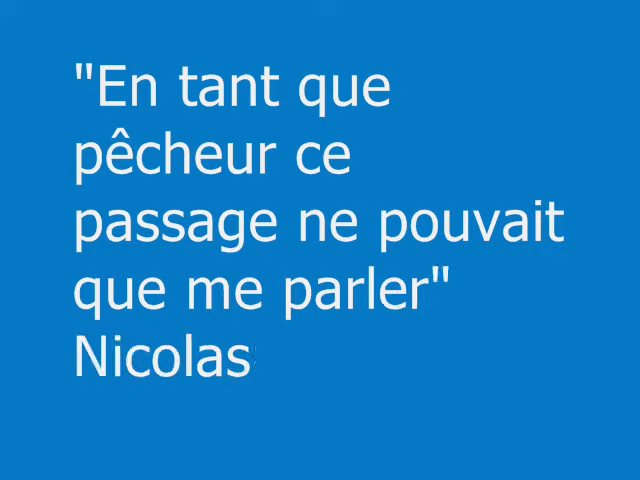 "En tant que
pêcheur ce
passage ne pouvait
que me parler"
Nicolas